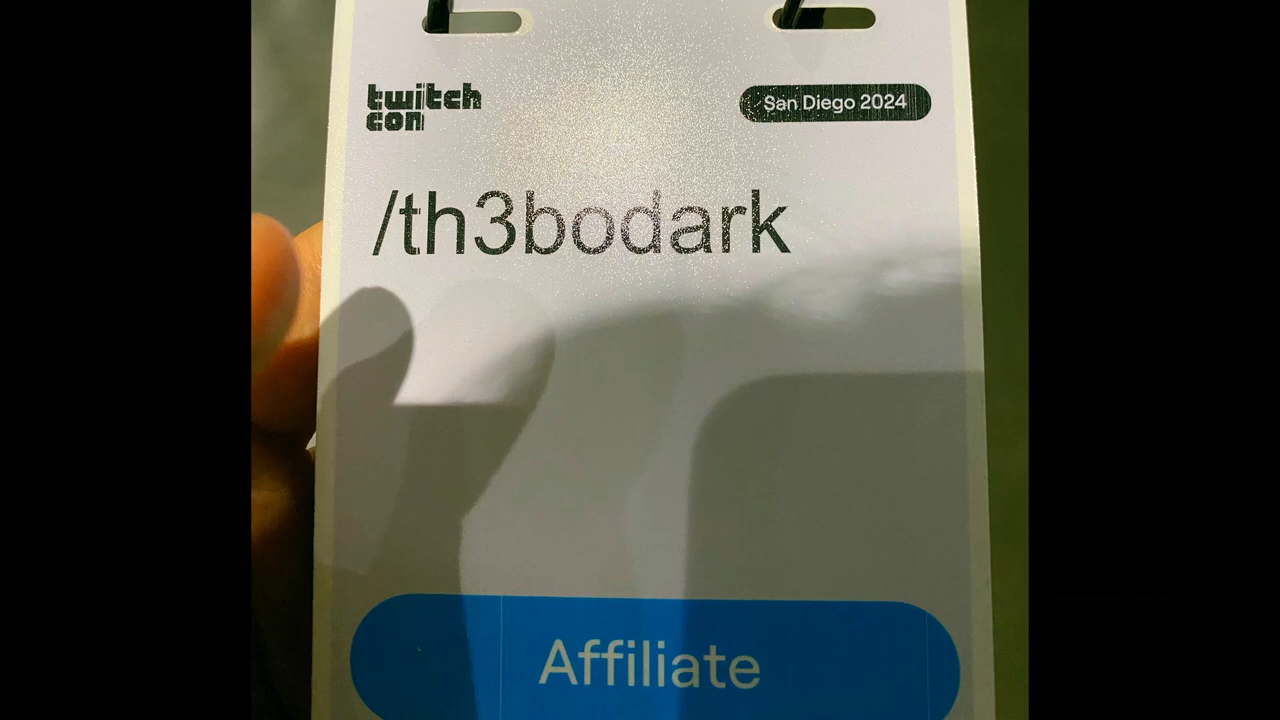 twitch
con
San Diego 2024
/th3bodark
Affiliate